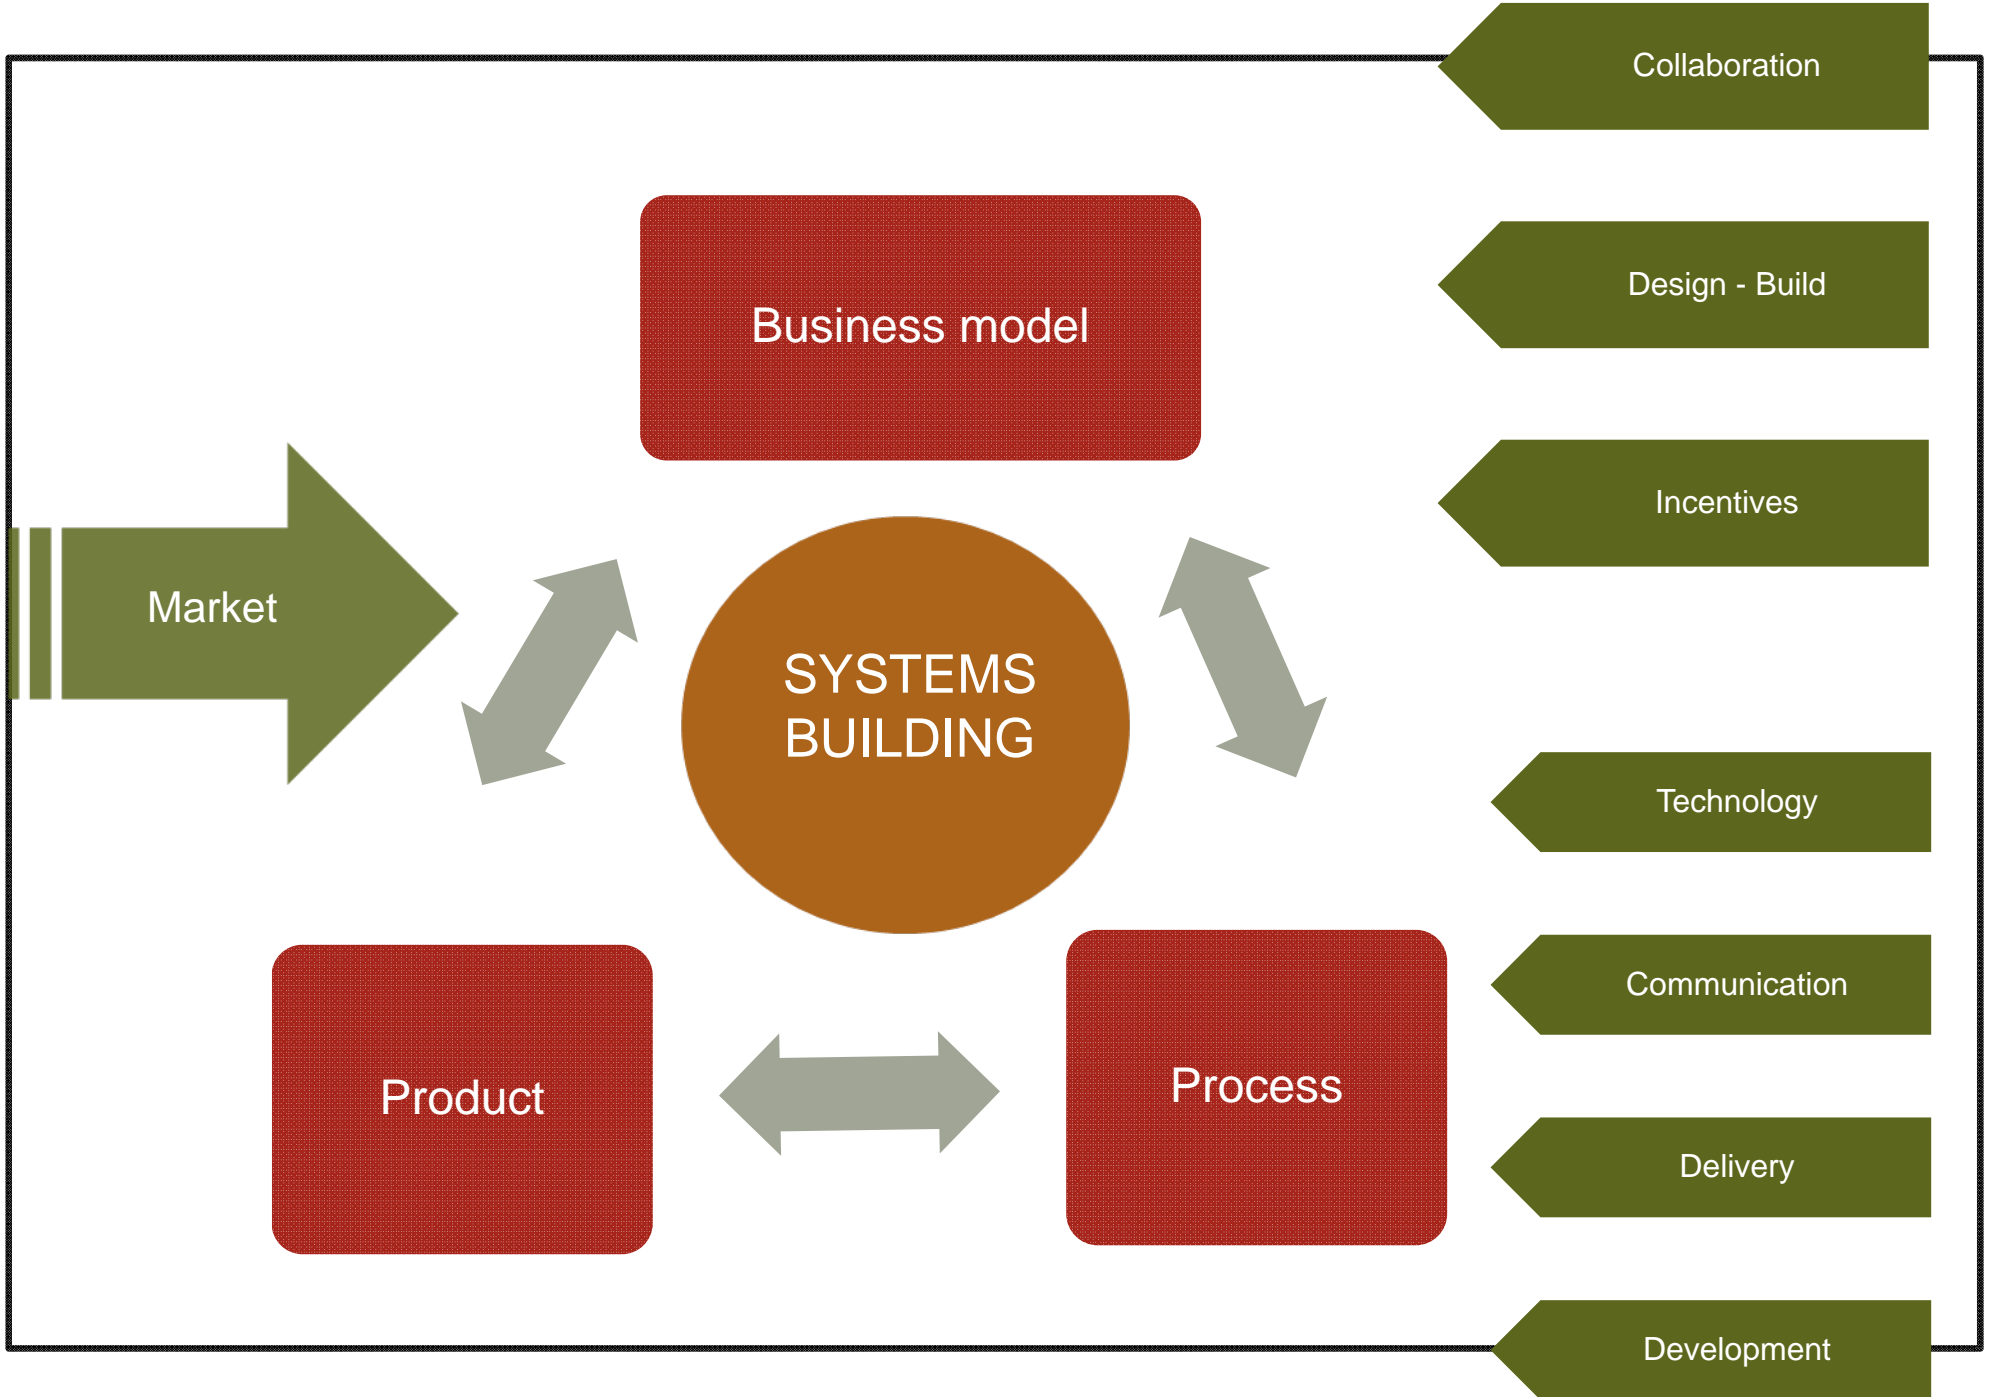 Collaboration
Design - Build
Business model
Incentives
Market
SYSTEMS
BUILDING
Technology
Communication
Product
Process
Delivery
Development